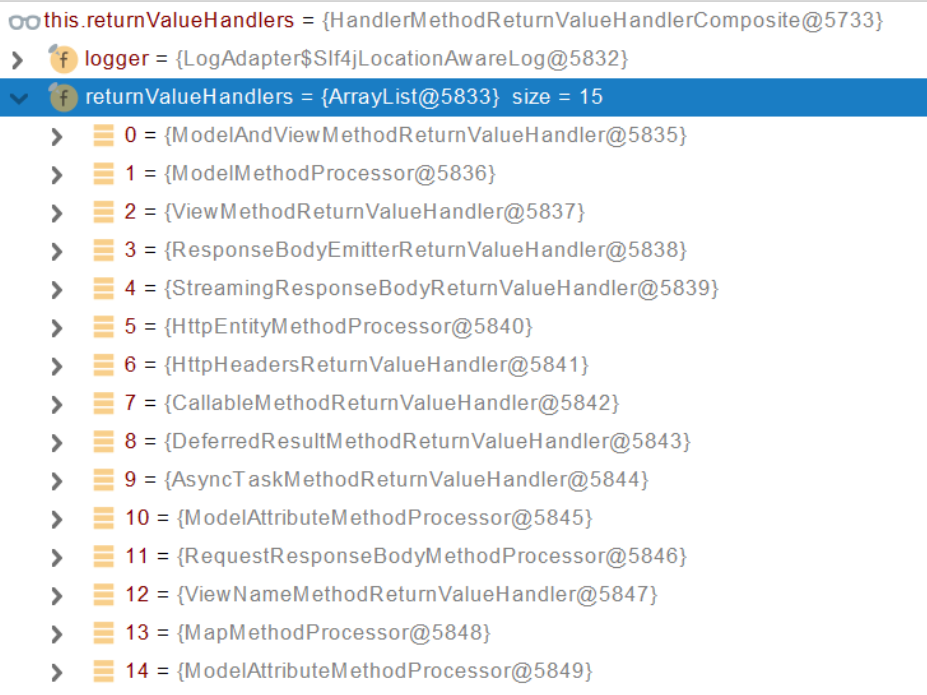 this.returnValueHandlers = {HandlerMethodReturnValueHandlerComposite@5733}
f logger = {LogAdapter$Slf4jLocationAwareLog@5832}
f returnValueHandlers = {ArrayList@5833} size = 15
0 = {ModelAndViewMethodReturnValueHandler@5835}
1 = {ModelMethodProcessor@5836}
2 = {ViewMethodReturnValueHandler@5837}
3 = {ResponseBodyEmitterReturnValueHandler@5838}
4 = {StreamingResponseBodyReturnValueHandler@5839}
5 = {HttpEntityMethodProcessor@5840}
6 = {HttpHeadersReturnValueHandler@5841}
7 = {CallableMethodReturnValueHandler@5842}
8 = {DeferredResultMethodReturnValueHandler@5843}
9 = {AsyncTaskMethodReturnValueHandler@5844}
10 = {ModelAttributeMethodProcessor@5845}
11 = {RequestResponseBodyMethodProcessor@5846}
12 = {ViewNameMethodReturnValueHandler@5847}
13 = {MapMethodProcessor@5848}
14 = {ModelAttributeMethodProcessor@5849}